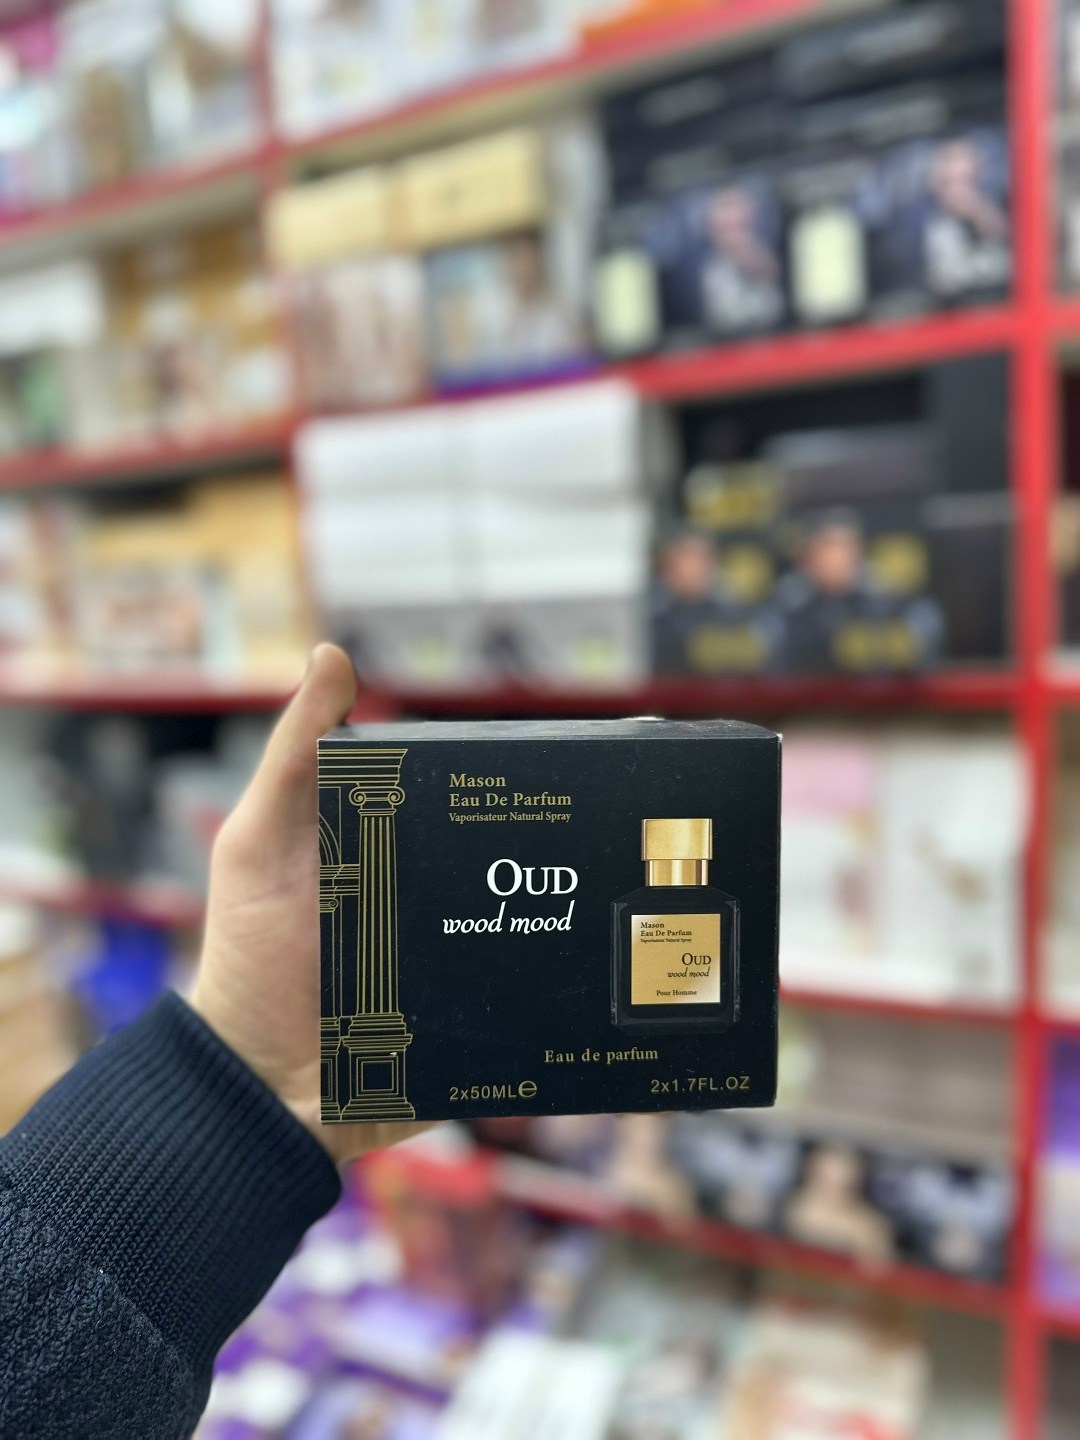 Mason
Eau De Parfum
Vaporisateur Natural Spray
OUD
wood mood
Mason
Eau De Parfum
Vaporisateur Natural Spray
OUD
wood mood
Pour Homme
Eau de parfum
2x50ML℮
2x1.7FL.OZ